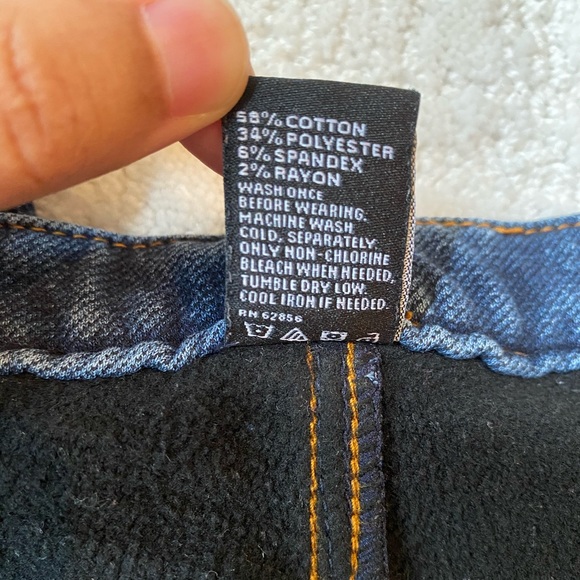 58% COTTON
34% POLYESTER
6% SPANDEX
2% RAYON
WASH ONCE
BEFORE WEARING.
MACHINE WASH
COLD, SEPARATELY.
ONLY NON-CHLORINE
BLEACH WHEN NEEDED.
TUMBLE DRY LOW.
COOL IRON IF NEEDED.
RN 62856